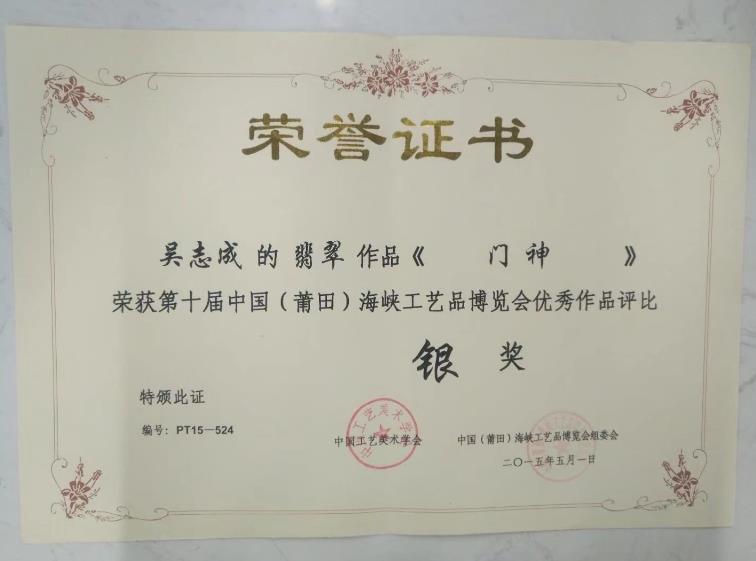 荣誉证书
吴志成 的 翡翠 作品《 门 神 》
荣获第十届中国（莆田）海峡工艺品博览会优秀作品评比
银 奖
特颁此证
编号：PT15—524
中国工艺美术学会
中国（莆田）海峡工艺品博览会组委会
二〇一五年五月一日